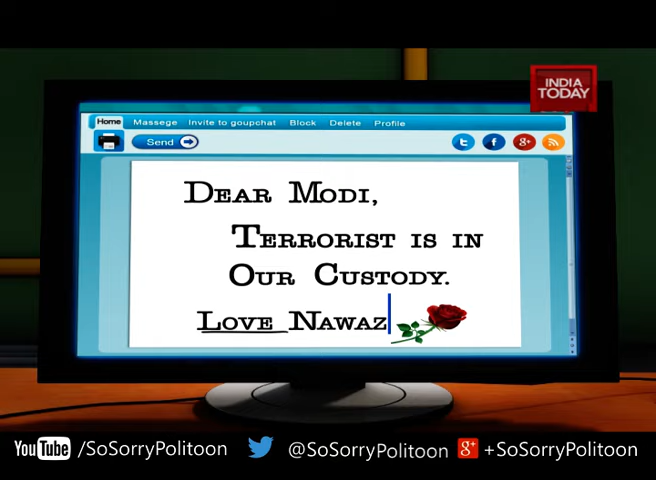 INDIA
TODAY
Home Massege Invite to goupchat Block Delete Profile
Send
DEAR MODI,
TERRORIST IS IN
OUR CUSTODY.
LOVE NAWAZ
YouTube /SoSorryPolitoon @SoSorryPolitoon g+ +SoSorryPolitoon